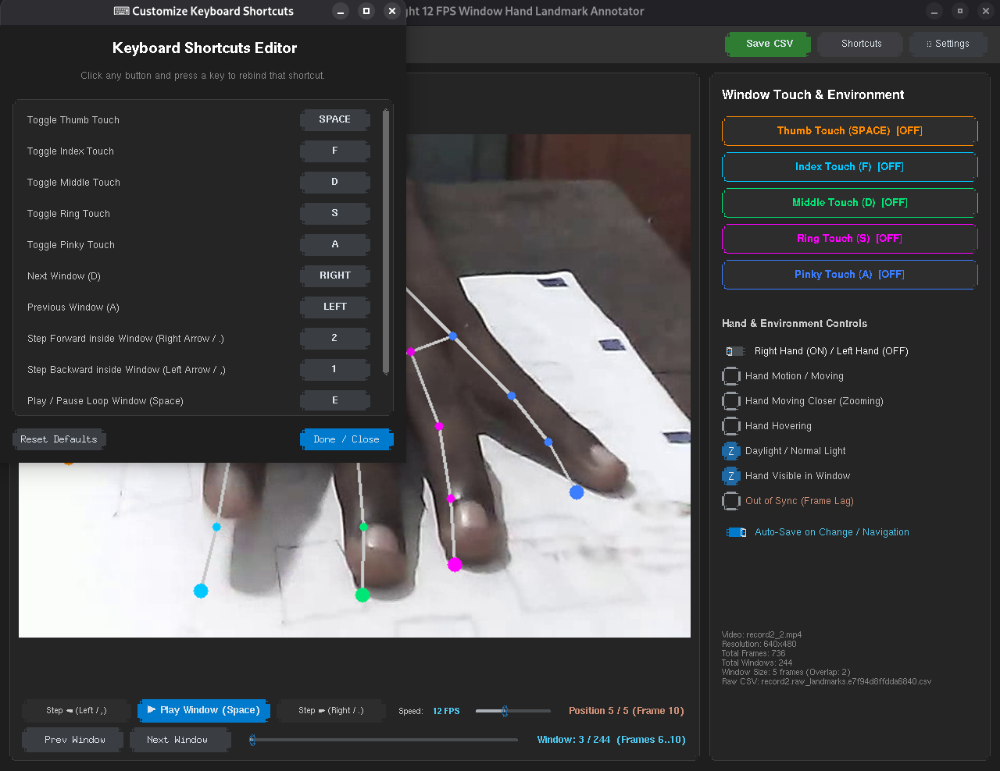 ⌨ Customize Keyboard Shortcuts
ght 12 FPS Window Hand Landmark Annotator
Keyboard Shortcuts Editor
Click any button and press a key to rebind that shortcut.
Toggle Thumb Touch SPACE
Toggle Index Touch F
Toggle Middle Touch D
Toggle Ring Touch S
Toggle Pinky Touch A
Next Window (D) RIGHT
Previous Window (A) LEFT
Step Forward inside Window (Right Arrow / .) 2
Step Backward inside Window (Left Arrow / ,) 1
Play / Pause Loop Window (Space) E
Reset Defaults Done / Close
Save CSV Shortcuts Settings
Window Touch & Environment
Thumb Touch (SPACE) [OFF]
Index Touch (F) [OFF]
Middle Touch (D) [OFF]
Ring Touch (S) [OFF]
Pinky Touch (A) [OFF]
Hand & Environment Controls
Right Hand (ON) / Left Hand (OFF)
Hand Motion / Moving
Hand Moving Closer (Zooming)
Hand Hovering
Z Daylight / Normal Light
Z Hand Visible in Window
Out of Sync (Frame Lag)
Auto-Save on Change / Navigation
Video: record2_2.mp4
Resolution: 640x480
Total Frames: 736
Total Windows: 244
Window Size: 5 frames (Overlap: 2)
Raw CSV: record2.raw_landmarks.e7f94d8ffdda6840.csv
Step (Left / ,) ▶ Play Window (Space) Step (Right / .) Speed: 12 FPS Position 5 / 5 (Frame 10)
Prev Window Next Window Window: 3 / 244 (Frames 6..10)